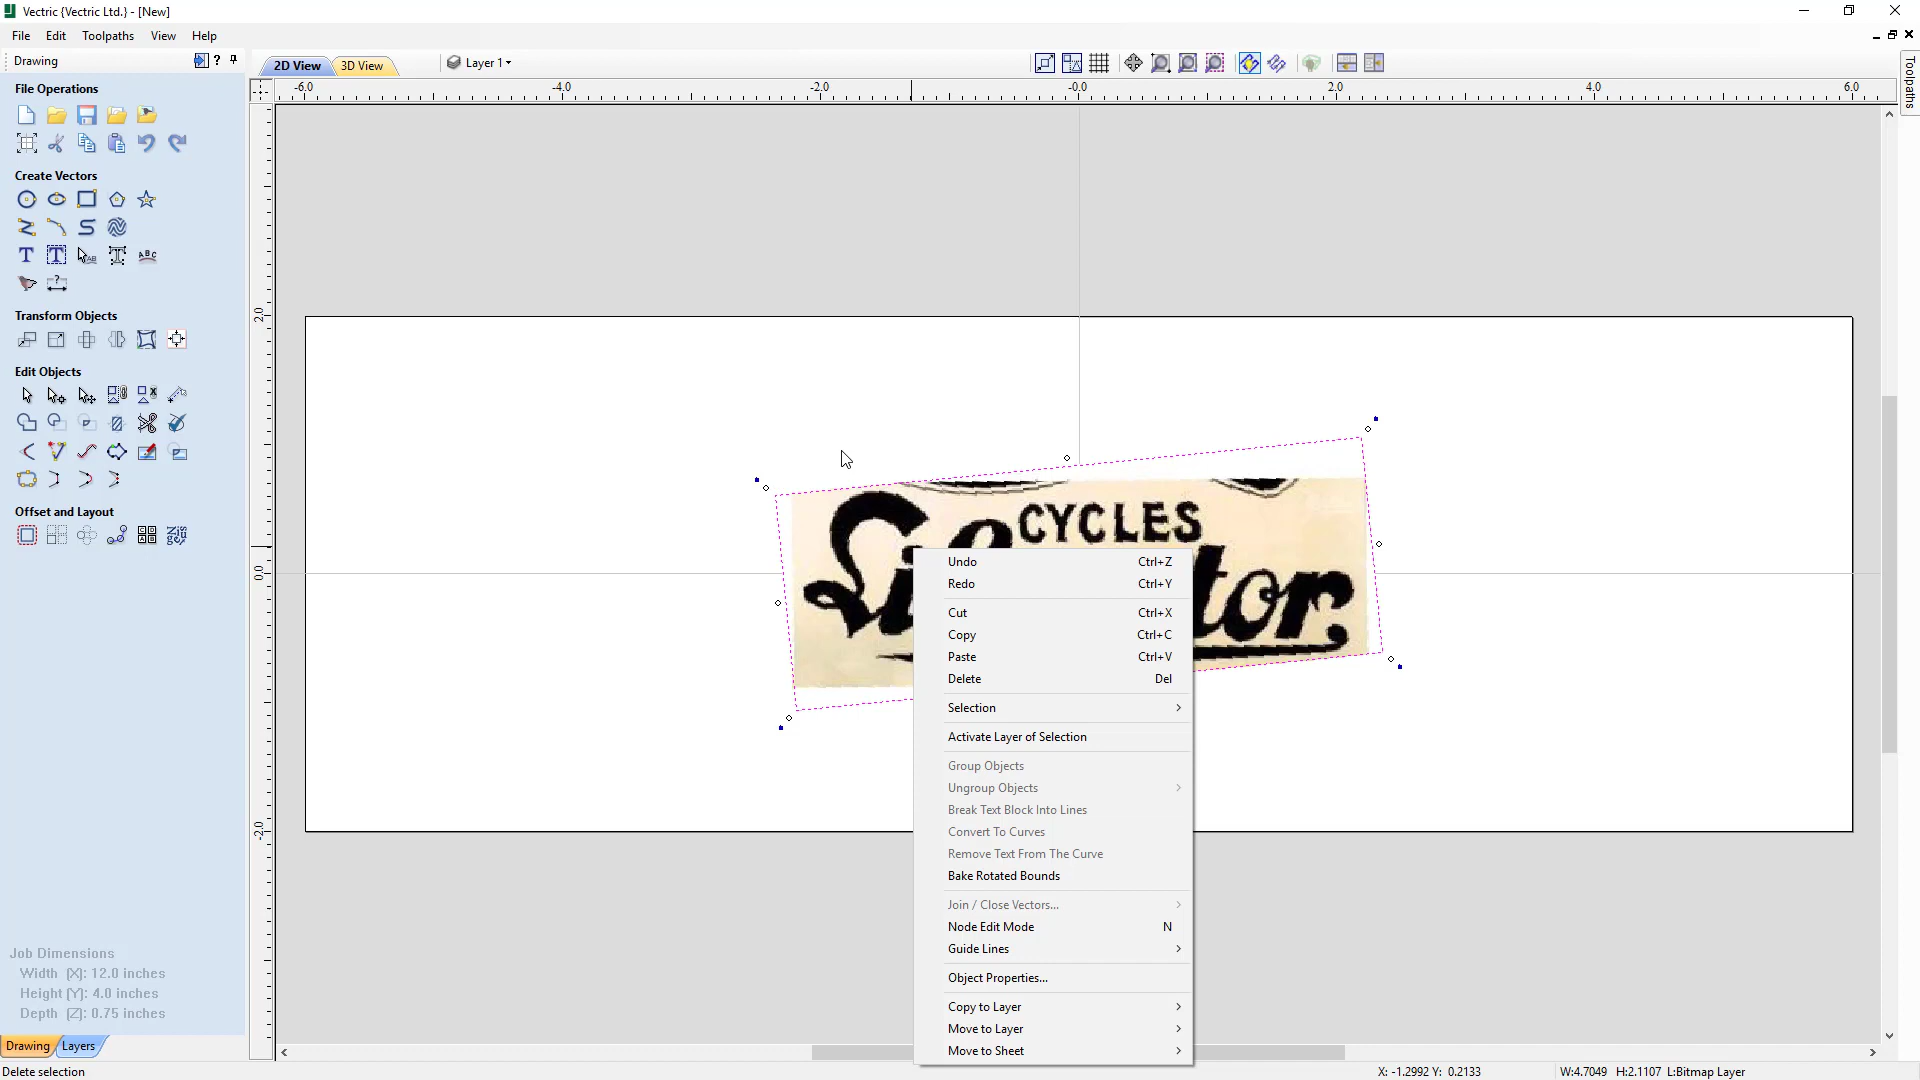 Vectric {Vectric Ltd.} - [New]
File Edit Toolpaths View Help
Drawing
2D View
3D View
Layer 1
Toolpaths
File Operations
Create Vectors
Transform Objects
Edit Objects
Offset and Layout
-6.0 -4.0 -2.0 -0.0 2.0 4.0 6.0
2.0
0.0
-2.0
CYCLES
Undo Ctrl+Z
Redo Ctrl+Y
Cut Ctrl+X
Copy Ctrl+C
Paste Ctrl+V
Delete Del
Selection
Activate Layer of Selection
Group Objects
Ungroup Objects
Break Text Block Into Lines
Convert To Curves
Remove Text From The Curve
Bake Rotated Bounds
Join / Close Vectors...
Node Edit Mode N
Guide Lines
Object Properties...
Copy to Layer
Move to Layer
Move to Sheet
Job Dimensions
Width (X): 12.0 inches
Height (Y): 4.0 inches
Depth (Z): 0.75 inches
Drawing Layers
Delete selection
X: -1.2992 Y: 0.2133
W:4.7049 H:2.1107 L:Bitmap Layer